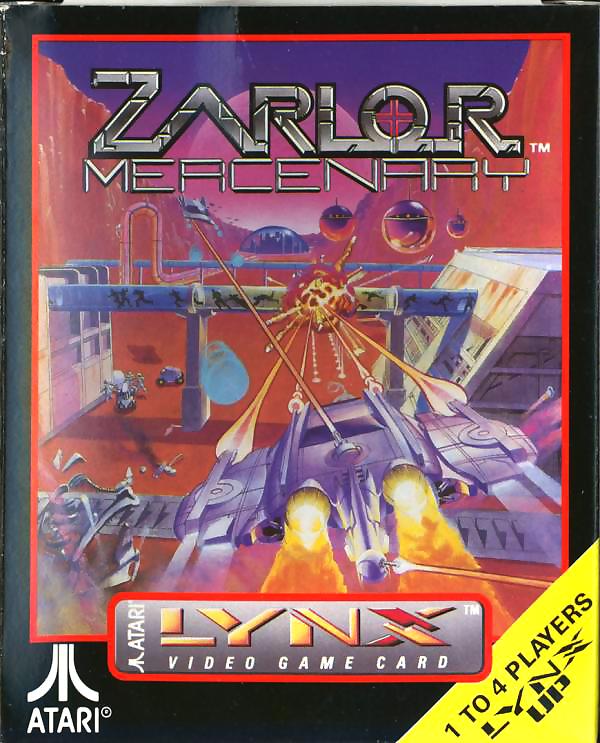 ZARLOR™
MERCENARY
ATARI LYNX™
VIDEO GAME CARD
ATARI®
1 TO 4 PLAYERS
LYNX
UP